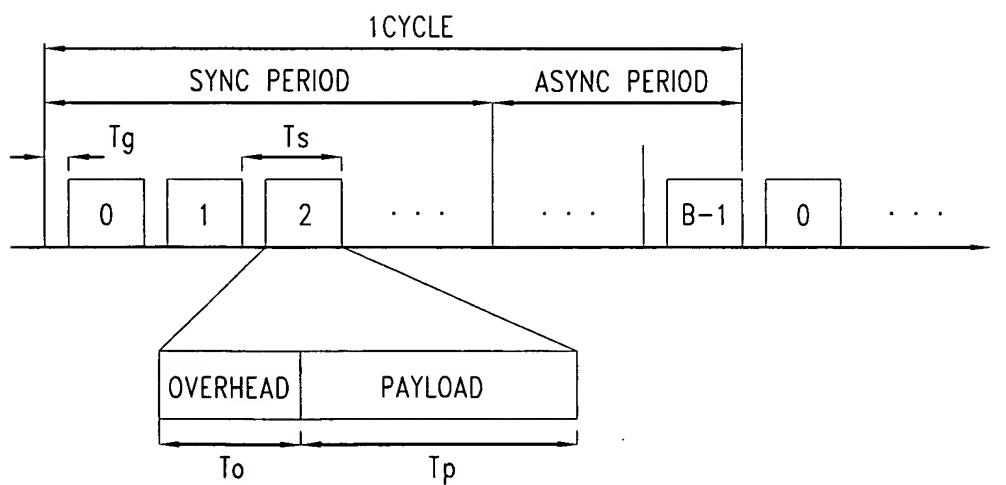 1CYCLE
SYNC PERIOD ASYNC PERIOD
Tg Ts
0 1 2 · · · · · · B-1 0 · · ·
OVERHEAD PAYLOAD
To Tp